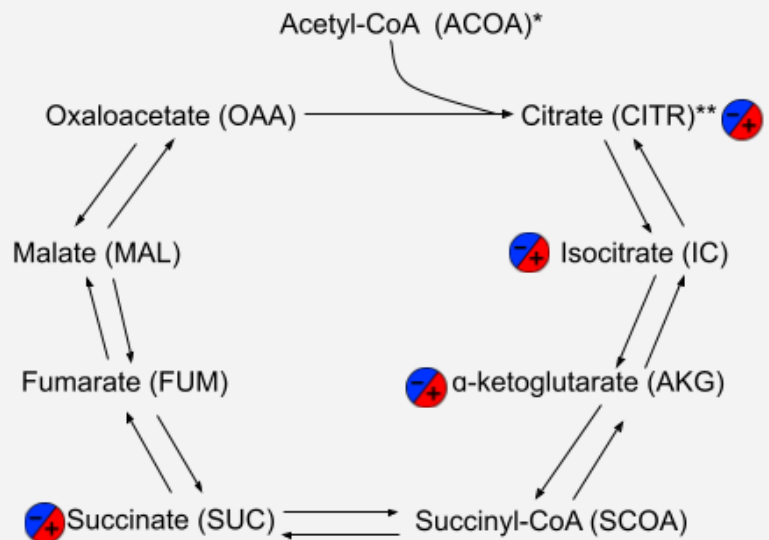 Acetyl-CoA (ACOA)*
Oxaloacetate (OAA)
Citrate (CITR)**
- +
Malate (MAL)
- +
Isocitrate (IC)
Fumarate (FUM)
- +
α-ketoglutarate (AKG)
- +
Succinate (SUC)
Succinyl-CoA (SCOA)